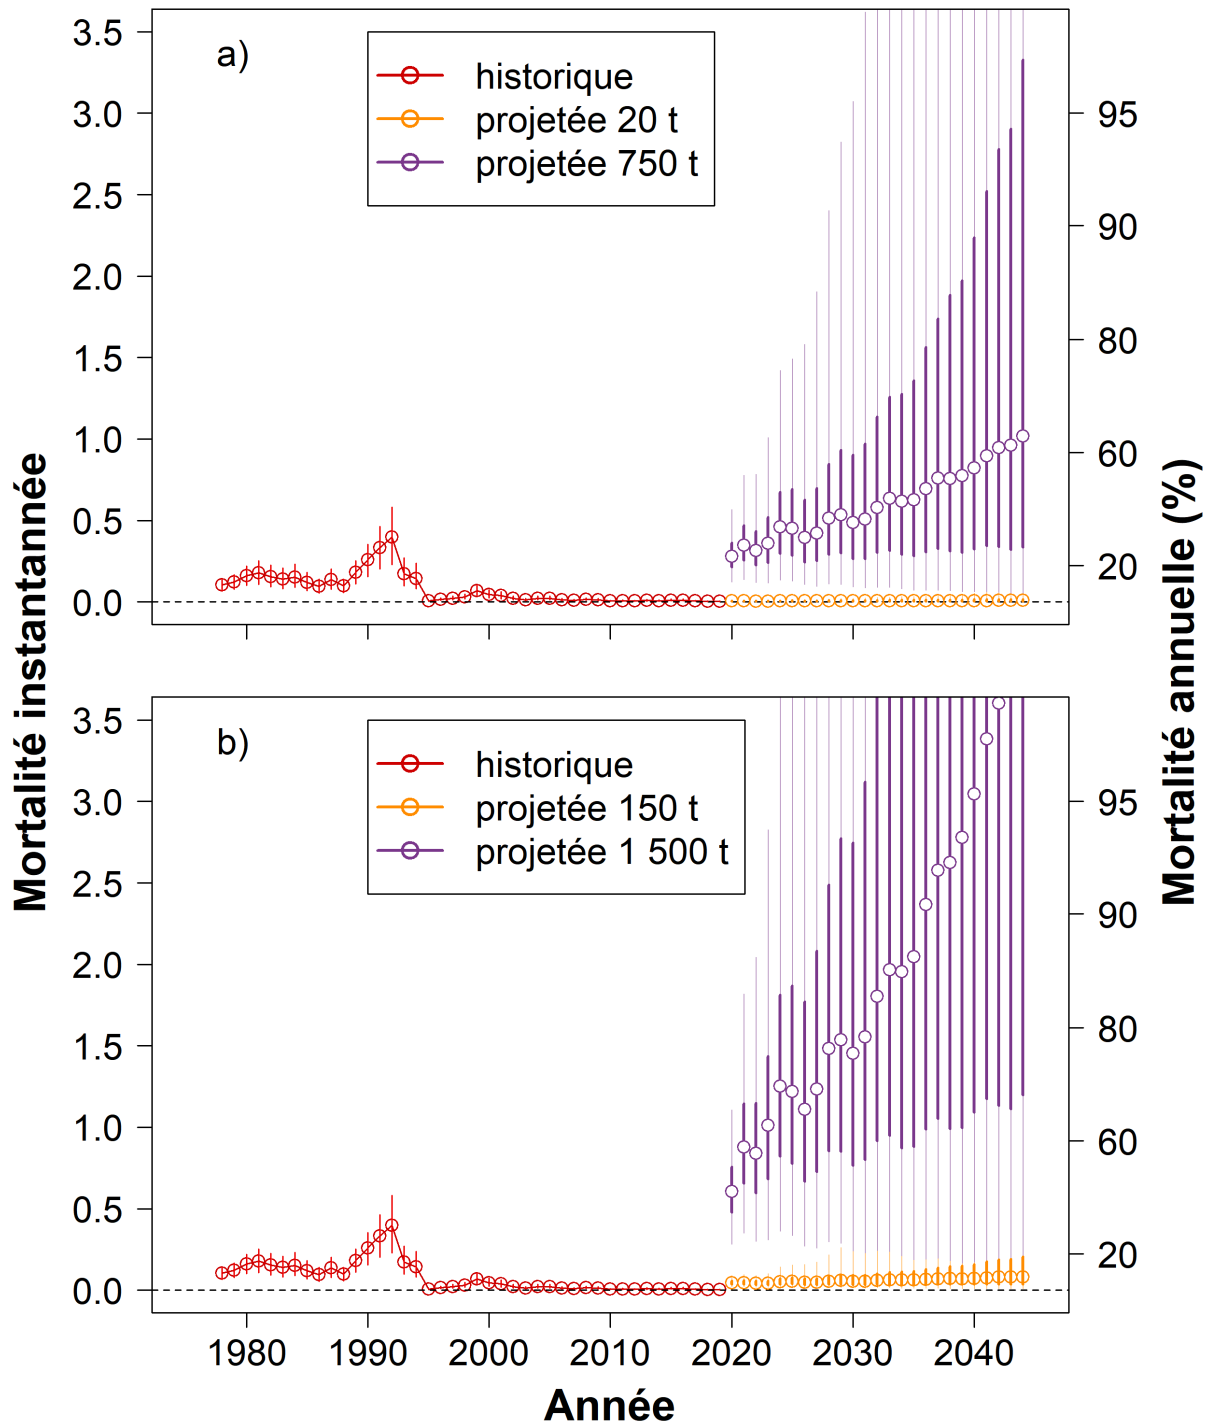 Mortalité instantannée
Mortalité annuelle (%)
a)
historique
projetée 20 t
projetée 750 t
3.5
3.0
2.5
2.0
1.5
1.0
0.5
0.0
95
90
80
60
20
b)
historique
projetée 150 t
projetée 1 500 t
3.5
3.0
2.5
2.0
1.5
1.0
0.5
0.0
95
90
80
60
20
1980 1990 2000 2010 2020 2030 2040
Année